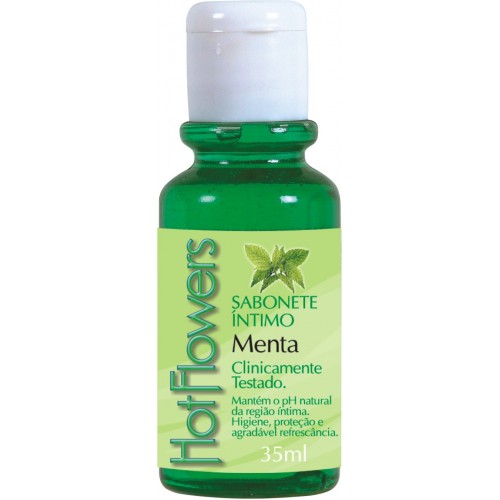 HotFlowers
SABONETE
ÍNTIMO
Menta
Clinicamente
Testado.
Mantém o pH natural
da região íntima.
Higiene, proteção e
agradável refrescância.
35ml